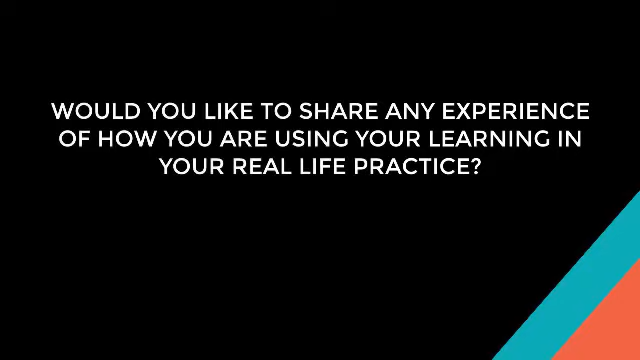 WOULD YOU LIKE TO SHARE ANY EXPERIENCE
OF HOW YOU ARE USING YOUR LEARNING IN
YOUR REAL LIFE PRACTICE?